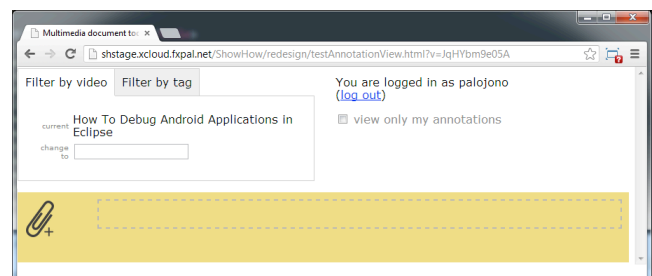 Multimedia document to
shstage.xcloud.fxpal.net/ShowHow/redesign/testAnnotationView.html?v=JqHYbm9e05A
?
Filter by video Filter by tag
You are logged in as palojono
(log out)
current How To Debug Android Applications in
Eclipse
view only my annotations
change
to